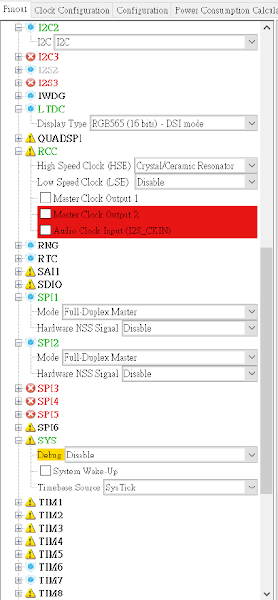 Pinout Clock Configuration Configuration Power Consumption Calcula
I2C2
I2C I2C
I2C3
I2S2
I2S3
IWDG
LTDC
Display Type RGB565 (16 bits) - DSI mode
QUADSPI
RCC
High Speed Clock (HSE) Crystal/Ceramic Resonator
Low Speed Clock (LSE) Disable
Master Clock Output 1
Master Clock Output 2
Audio Clock Input (I2S_CKIN)
RNG
RTC
SAI1
SDIO
SPI1
Mode Full-Duplex Master
Hardware NSS Signal Disable
SPI2
Mode Full-Duplex Master
Hardware NSS Signal Disable
SPI3
SPI4
SPI5
SPI6
SYS
Debug Disable
System Wake-Up
Timebase Source SysTick
TIM1
TIM2
TIM3
TIM4
TIM5
TIM6
TIM7
TIM8